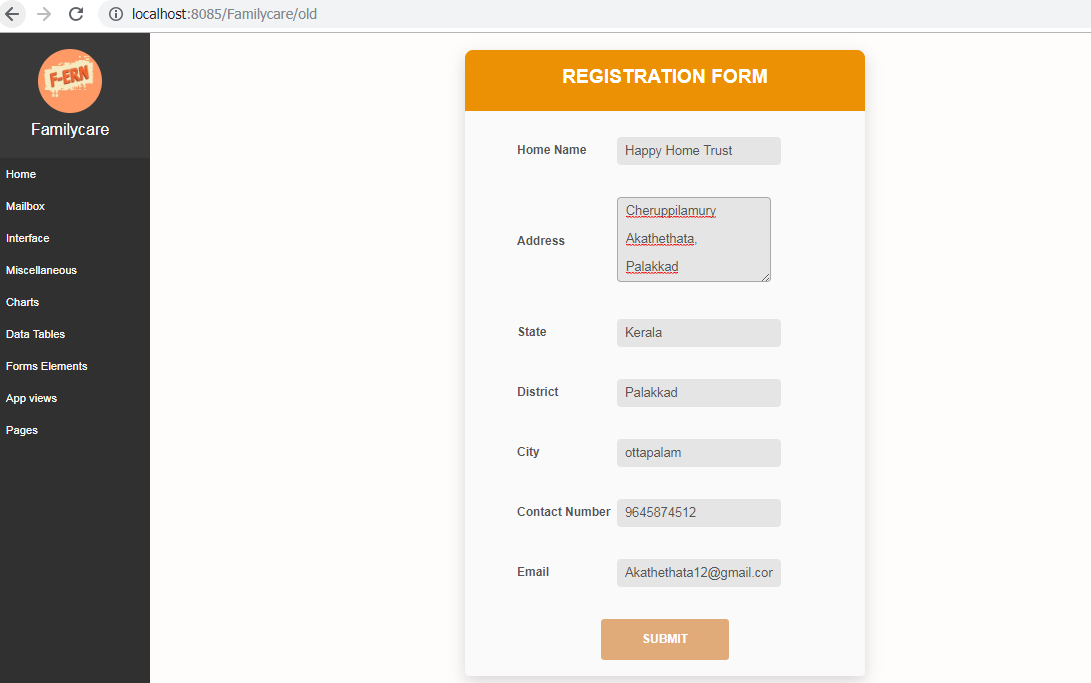 localhost:8085/Familycare/old
F-ERN
Familycare
Home
Mailbox
Interface
Miscellaneous
Charts
Data Tables
Forms Elements
App views
Pages
REGISTRATION FORM
Home Name Happy Home Trust
Address
Cheruppilamury
Akathethata,
Palakkad
State Kerala
District Palakkad
City ottapalam
Contact Number 9645874512
Email Akathethata12@gmail.cor
SUBMIT